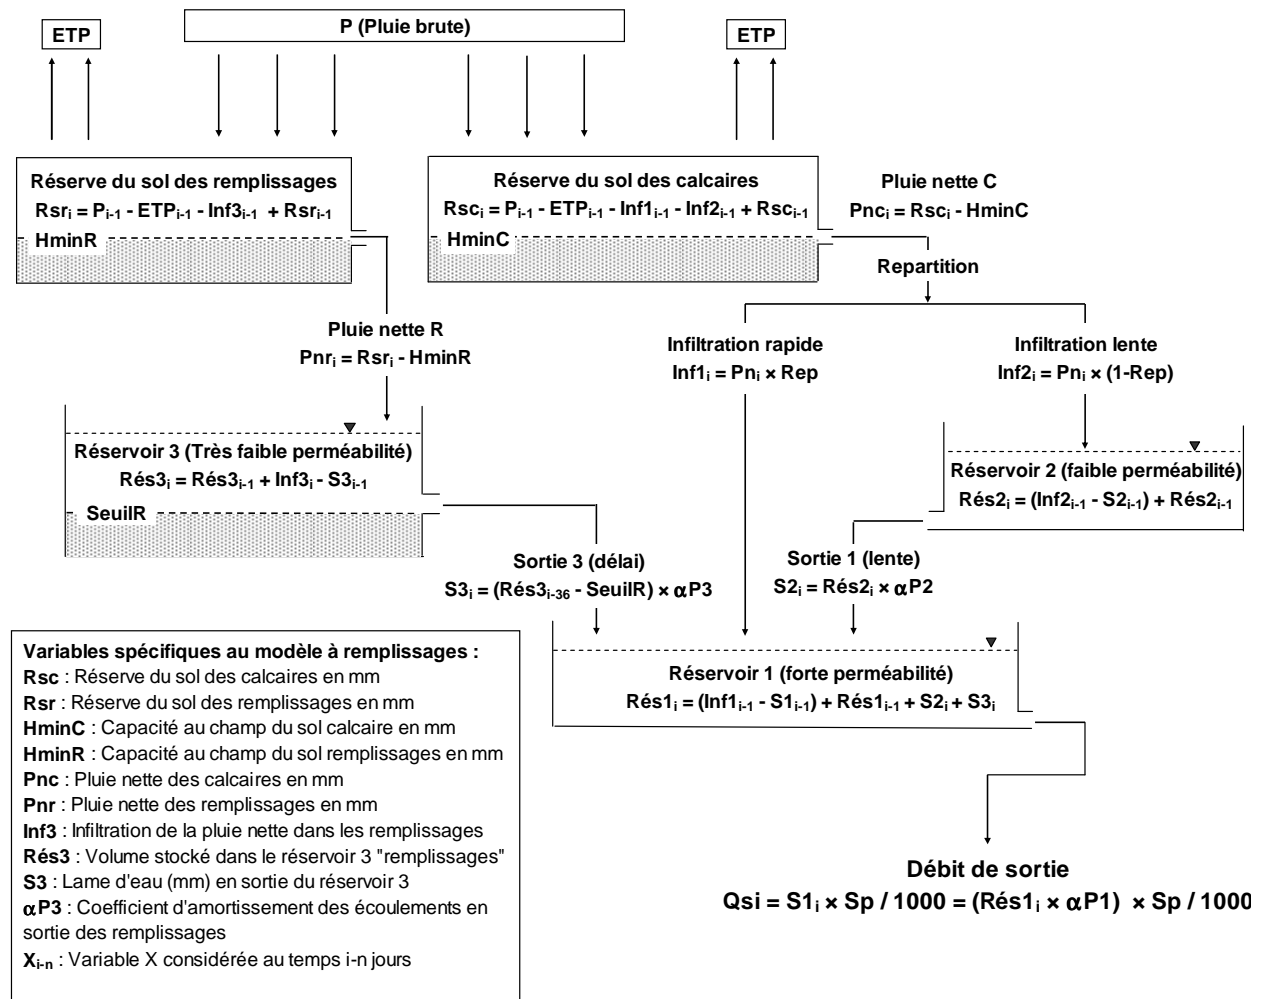 P (Pluie brute)
ETP
ETP
Réserve du sol des remplissages
Rsrᵢ = Pᵢ₋₁ - ETPᵢ₋₁ - Inf3ᵢ₋₁ + Rsrᵢ₋₁
HminR
Réserve du sol des calcaires
Rscᵢ = Pᵢ₋₁ - ETPᵢ₋₁ - Inf1ᵢ₋₁ - Inf2ᵢ₋₁ + Rscᵢ₋₁
HminC
Pluie nette C
Pncᵢ = Rscᵢ - HminC
Repartition
Pluie nette R
Pnrᵢ = Rsrᵢ - HminR
Infiltration rapide
Inf1ᵢ = Pnᵢ × Rep
Infiltration lente
Inf2ᵢ = Pnᵢ × (1-Rep)
Réservoir 3 (Très faible perméabilité)
Rés3ᵢ = Rés3ᵢ₋₁ + Inf3ᵢ - S3ᵢ₋₁
SeuilR
Réservoir 2 (faible perméabilité)
Rés2ᵢ = (Inf2ᵢ₋₁ - S2ᵢ₋₁) + Rés2ᵢ₋₁
Sortie 3 (délai)
S3ᵢ = (Rés3ᵢ₋₃₆ - SeuilR) × αP3
Sortie 1 (lente)
S2ᵢ = Rés2ᵢ × αP2
Réservoir 1 (forte perméabilité)
Rés1ᵢ = (Inf1ᵢ₋₁ - S1ᵢ₋₁) + Rés1ᵢ₋₁ + S2ᵢ + S3ᵢ
Variables spécifiques au modèle à remplissages :
Rsc : Réserve du sol des calcaires en mm
Rsr : Réserve du sol des remplissages en mm
HminC : Capacité au champ du sol calcaire en mm
HminR : Capacité au champ du sol remplissages en mm
Pnc : Pluie nette des calcaires en mm
Pnr : Pluie nette des remplissages en mm
Inf3 : Infiltration de la pluie nette dans les remplissages
Rés3 : Volume stocké dans le réservoir 3 "remplissages"
S3 : Lame d'eau (mm) en sortie du réservoir 3
αP3 : Coefficient d'amortissement des écoulements en
sortie des remplissages
Xᵢ₋ₙ : Variable X considérée au temps i-n jours
Débit de sortie
Qsi = S1ᵢ × Sp / 1000 = (Rés1ᵢ × αP1) × Sp / 1000